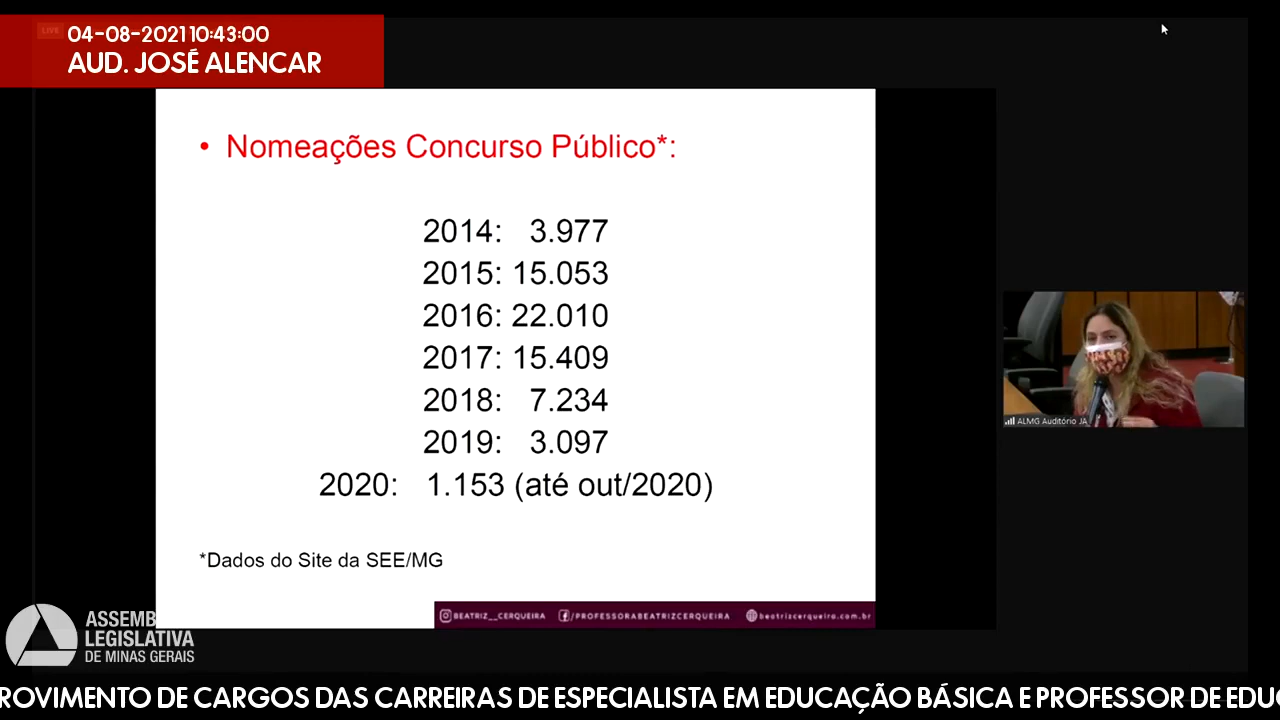 LIVE
04-08-2021 10:43:00
AUD. JOSÉ ALENCAR
• Nomeações Concurso Público*:
2014: 3.977
2015: 15.053
2016: 22.010
2017: 15.409
2018: 7.234
2019: 3.097
2020: 1.153 (até out/2020)
*Dados do Site da SEE/MG
BEATRIZ__CERQUEIRA /PROFESSORABEATRIZCERQUEIRA beatrizcerqueira.com.br
ALMG Auditório JA
ASSEMB
LEGISLATIVA
DE MINAS GERAIS
ROVIMENTO DE CARGOS DAS CARREIRAS DE ESPECIALISTA EM EDUCAÇÃO BÁSICA E PROFESSOR DE EDUC